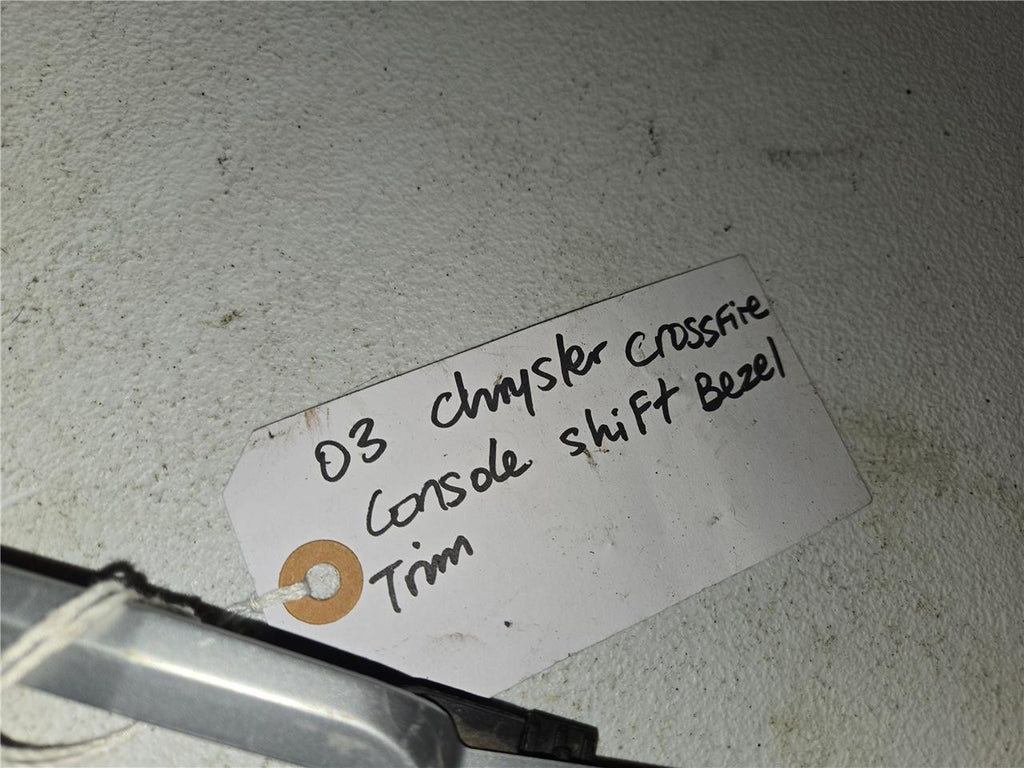 03 Chrysler Crossfire
Console shift Bezel
Trim